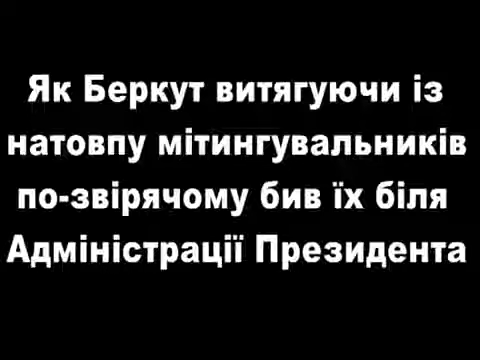 Як Беркут витягуючи із
натовпу мітингувальників
по-звірячому бив їх біля
Адміністрації Президента